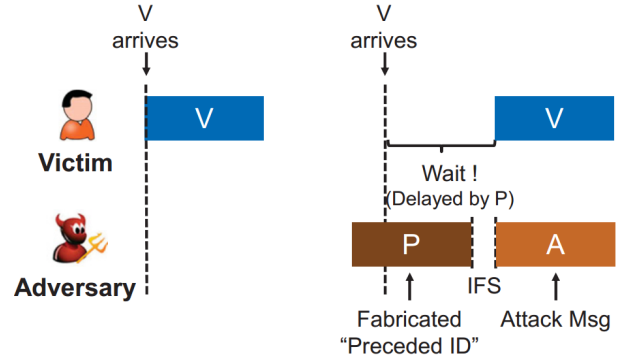 V
arrives
V
Victim
Adversary
V
arrives
V
Wait !
(Delayed by P)
P
IFS
A
Fabricated
“Preceded ID”
Attack Msg